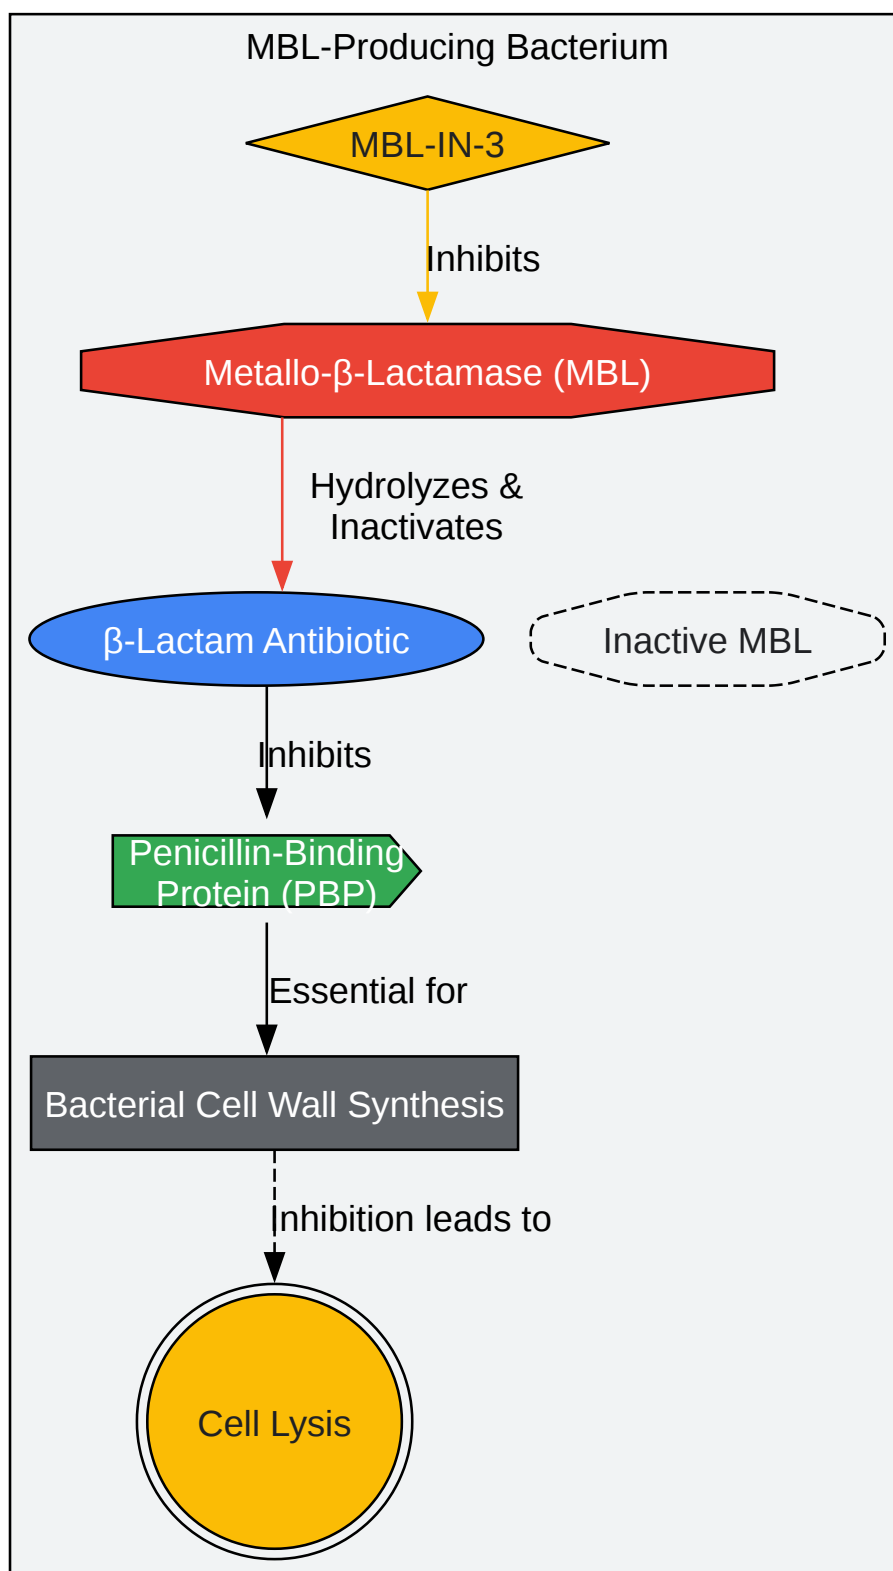 MBL-Producing Bacterium
MBL-IN-3
Inhibits
Metallo-β-Lactamase (MBL)
Hydrolyzes &
Inactivates
β-Lactam Antibiotic
Inactive MBL
Inhibits
Penicillin-Binding
Protein (PBP)
Essential for
Bacterial Cell Wall Synthesis
Inhibition leads to
Cell Lysis